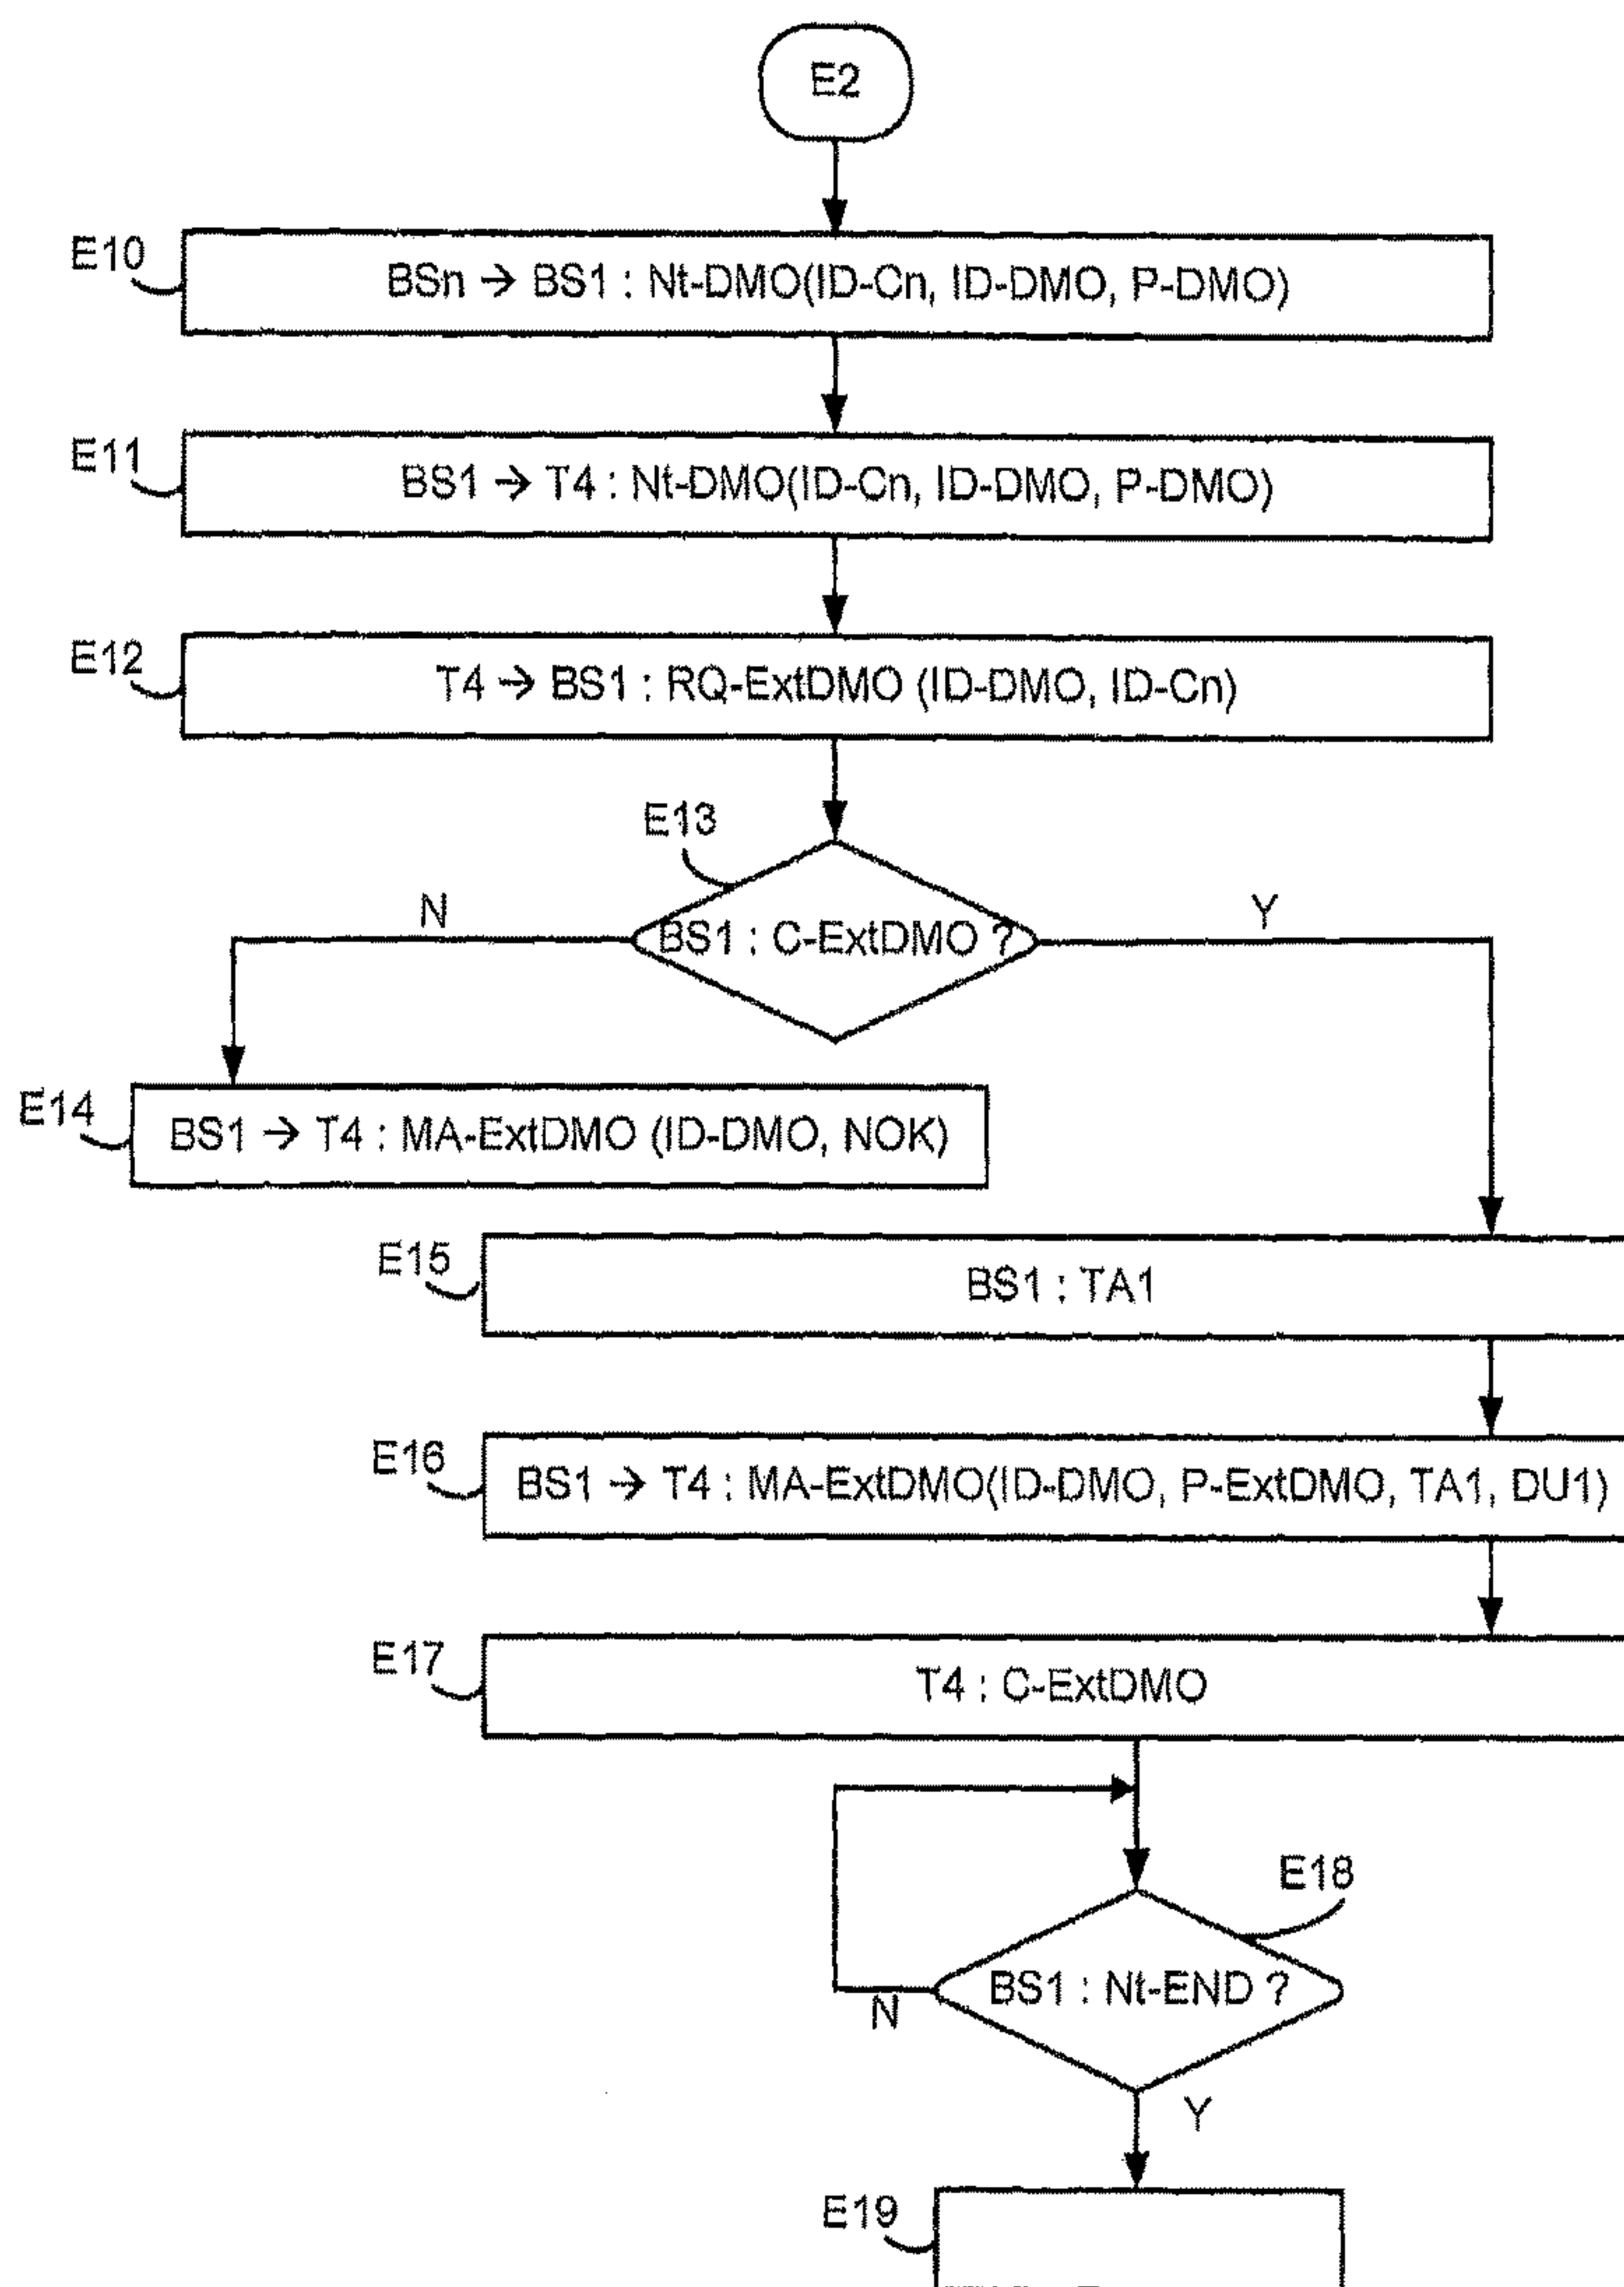 E2
E10
BSn → BS1 : Nt-DMO(ID-Cn, ID-DMO, P-DMO)
E11
BS1 → T4 : Nt-DMO(ID-Cn, ID-DMO, P-DMO)
E12
T4 → BS1 : RQ-ExtDMO (ID-DMO, ID-Cn)
E13
N
BS1 : C-ExtDMO ?
Y
E14
BS1 → T4 : MA-ExtDMO (ID-DMO, NOK)
E15
BS1 : TA1
E16
BS1 → T4 : MA-ExtDMO(ID-DMO, P-ExtDMO, TA1, DU1)
E17
T4 : C-ExtDMO
E18
BS1 : Nt-END ?
N
Y
E19